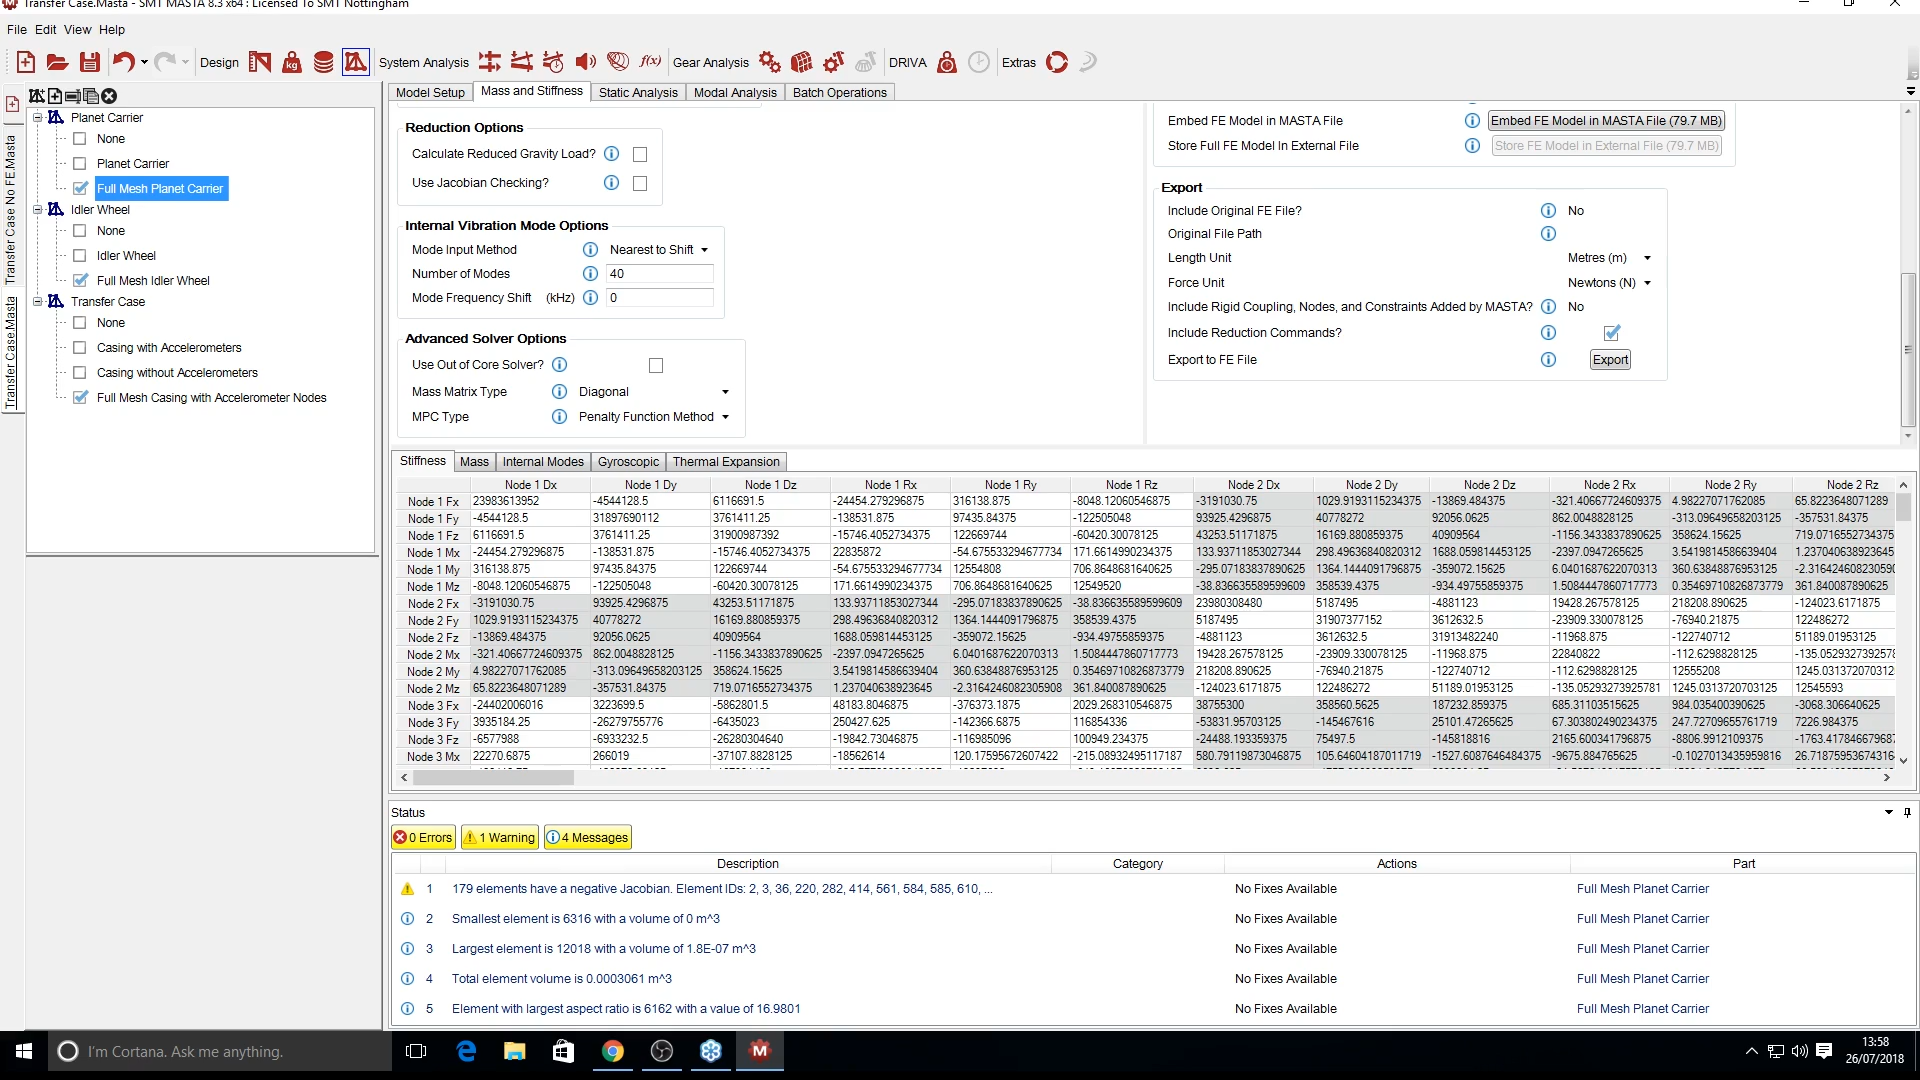 Transfer Case.Masta - SMT MASTA 8.3 x64 : Licensed To SMT Nottingham
File Edit View Help
Design System Analysis f(x) Gear Analysis DRIVA Extras
Transfer Case No FE.Masta
Transfer Case.Masta
Planet Carrier
None
Planet Carrier
Full Mesh Planet Carrier
Idler Wheel
None
Idler Wheel
Full Mesh Idler Wheel
Transfer Case
None
Casing with Accelerometers
Casing without Accelerometers
Full Mesh Casing with Accelerometer Nodes
Model Setup Mass and Stiffness Static Analysis Modal Analysis Batch Operations
Reduction Options
Calculate Reduced Gravity Load?
Use Jacobian Checking?
Internal Vibration Mode Options
Mode Input Method Nearest to Shift
Number of Modes 40
Mode Frequency Shift (kHz) 0
Advanced Solver Options
Use Out of Core Solver?
Mass Matrix Type Diagonal
MPC Type Penalty Function Method
Embed FE Model in MASTA File Embed FE Model in MASTA File (79.7 MB)
Store Full FE Model In External File Store FE Model in External File (79.7 MB)
Export
Include Original FE File? No
Original File Path
Length Unit Metres (m)
Force Unit Newtons (N)
Include Rigid Coupling, Nodes, and Constraints Added by MASTA? No
Include Reduction Commands?
Export to FE File Export
Stiffness Mass Internal Modes Gyroscopic Thermal Expansion
Node 1 Dx Node 1 Dy Node 1 Dz Node 1 Rx Node 1 Ry Node 1 Rz Node 2 Dx Node 2 Dy Node 2 Dz Node 2 Rx Node 2 Ry Node 2 Rz
Node 1 Fx 23983613952 -4544128.5 6116691.5 -24454.279296875 316138.875 -8048.12060546875 -3191030.75 1029.9193115234375 -13869.484375 -321.40667724609375 4.98227071762085 65.8223648071289
Node 1 Fy -4544128.5 31897690112 3761411.25 -138531.875 97435.84375 -122505048 93925.4296875 40778272 92056.0625 862.0048828125 -313.09649658203125 -357531.84375
Node 1 Fz 6116691.5 3761411.25 31900987392 -15746.4052734375 122669744 -60420.30078125 43253.51171875 16169.880859375 40909564 -1156.3433837890625 358624.15625 719.0716552734375
Node 1 Mx -24454.279296875 -138531.875 -15746.4052734375 22835872 -54.675533294677734 171.6614990234375 133.93711853027344 298.49636840820312 1688.059814453125 -2397.0947265625 3.5419814586639404 1.237040638923645
Node 1 My 316138.875 97435.84375 122669744 -54.675533294677734 12554808 706.8648681640625 -295.07183837890625 1364.1444091796875 -359072.15625 6.0401687622070313 360.63848876953125 -2.3164246082305908
Node 1 Mz -8048.12060546875 -122505048 -60420.30078125 171.6614990234375 706.8648681640625 12549520 -38.836635589599609 358539.4375 -934.49755859375 1.5084447860717773 0.35469710826873779 361.840087890625
Node 2 Fx -3191030.75 93925.4296875 43253.51171875 133.93711853027344 -295.07183837890625 -38.836635589599609 23980308480 5187495 -4881123 19428.267578125 218208.890625 -124023.6171875
Node 2 Fy 1029.9193115234375 40778272 16169.880859375 298.49636840820312 1364.1444091796875 358539.4375 5187495 31907377152 3612632.5 -23909.330078125 -76940.21875 122486272
Node 2 Fz -13869.484375 92056.0625 40909564 1688.059814453125 -359072.15625 -934.49755859375 -4881123 3612632.5 31913482240 -11968.875 -122740712 51189.01953125
Node 2 Mx -321.40667724609375 862.0048828125 -1156.3433837890625 -2397.0947265625 6.0401687622070313 1.5084447860717773 19428.267578125 -23909.330078125 -11968.875 22840822 -112.6298828125 -135.0529327392578
Node 2 My 4.98227071762085 -313.09649658203125 358624.15625 3.5419814586639404 360.63848876953125 0.35469710826873779 218208.890625 -76940.21875 -122740712 -112.6298828125 12555208 1245.031372070312
Node 2 Mz 65.8223648071289 -357531.84375 719.0716552734375 1.237040638923645 -2.3164246082305908 361.840087890625 -124023.6171875 122486272 51189.01953125 -135.05293273925781 1245.0313720703125 12545593
Node 3 Fx -24402006016 3223699.5 -5862801.5 48183.8046875 -376373.1875 2029.268310546875 38755300 358560.5625 187232.859375 685.31103515625 984.035400390625 -3068.306640625
Node 3 Fy 3935184.25 -26279755776 -6435023 250427.625 -142366.6875 116854336 -53831.95703125 -145467616 25101.47265625 67.303802490234375 247.72709655761719 7226.984375
Node 3 Fz -6577988 -6933232.5 -26280304640 -19842.73046875 -116985096 100949.234375 -24488.193359375 75497.5 -145818816 2165.600341796875 -8806.9912109375 -1763.417846679687
Node 3 Mx 22270.6875 266019 -37107.8828125 -18562614 120.17595672607422 -215.08932495117187 580.79119873046875 105.64604187011719 -1527.6087646484375 -9675.884765625 -0.1027013435959816 26.71875953674316
Status
0 Errors 1 Warning 4 Messages
Description Category Actions Part
1 179 elements have a negative Jacobian. Element IDs: 2, 3, 36, 220, 282, 414, 561, 584, 585, 610, ... No Fixes Available Full Mesh Planet Carrier
2 Smallest element is 6316 with a volume of 0 m^3 No Fixes Available Full Mesh Planet Carrier
3 Largest element is 12018 with a volume of 1.8E-07 m^3 No Fixes Available Full Mesh Planet Carrier
4 Total element volume is 0.0003061 m^3 No Fixes Available Full Mesh Planet Carrier
5 Element with largest aspect ratio is 6162 with a value of 16.9801 No Fixes Available Full Mesh Planet Carrier
I'm Cortana. Ask me anything.
13:58
26/07/2018